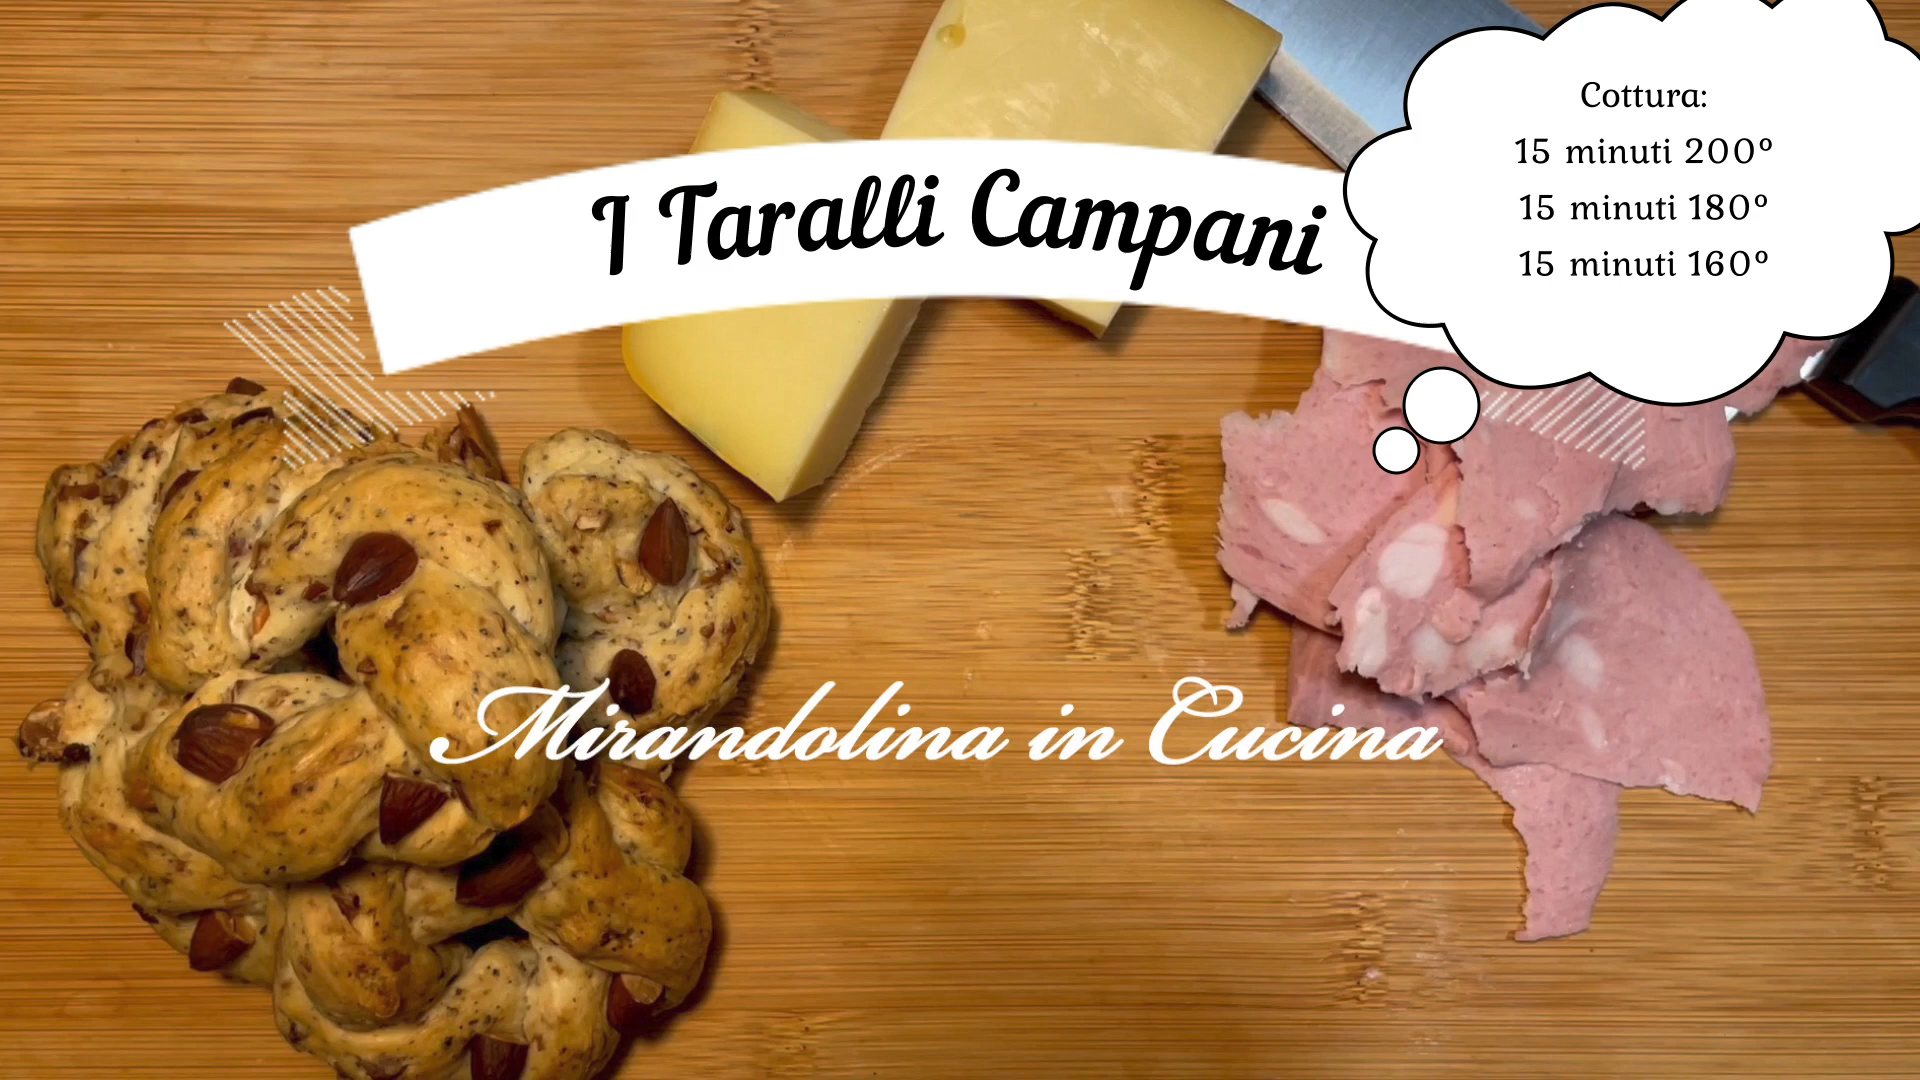 I Taralli Campani
Cottura:
15 minuti 200°
15 minuti 180°
15 minuti 160°
Mirandolina in Cucina